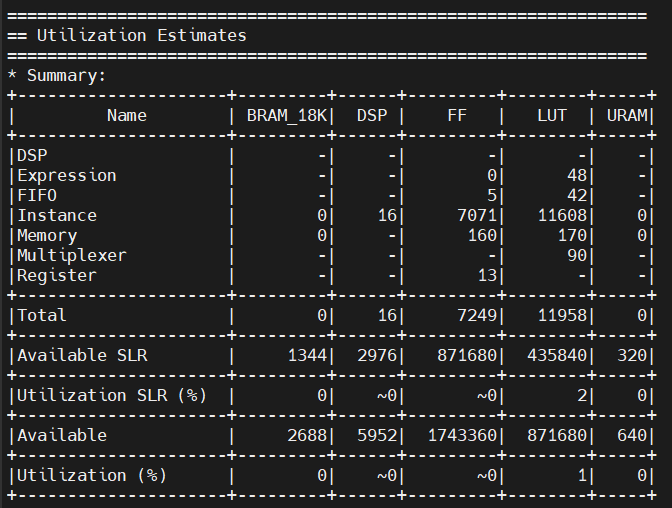 ================================================================
== Utilization Estimates
================================================================
* Summary:
+---------------------+---------+------+---------+--------+-----+
|         Name        | BRAM_18K|  DSP |    FF   |   LUT  | URAM|
+---------------------+---------+------+---------+--------+-----+
|DSP                  |        -|     -|        -|       -|    -|
|Expression           |        -|     -|        0|      48|    -|
|FIFO                 |        -|     -|        5|      42|    -|
|Instance             |        0|    16|     7071|   11608|    0|
|Memory               |        0|     -|      160|     170|    0|
|Multiplexer          |        -|     -|        -|      90|    -|
|Register             |        -|     -|       13|       -|    -|
+---------------------+---------+------+---------+--------+-----+
|Total                |        0|    16|     7249|   11958|    0|
+---------------------+---------+------+---------+--------+-----+
|Available SLR        |     1344|  2976|   871680|  435840|  320|
+---------------------+---------+------+---------+--------+-----+
|Utilization SLR (%)  |        0|    ~0|       ~0|       2|    0|
+---------------------+---------+------+---------+--------+-----+
|Available            |     2688|  5952|  1743360|  871680|  640|
+---------------------+---------+------+---------+--------+-----+
|Utilization (%)      |        0|    ~0|       ~0|       1|    0|
+---------------------+---------+------+---------+--------+-----+